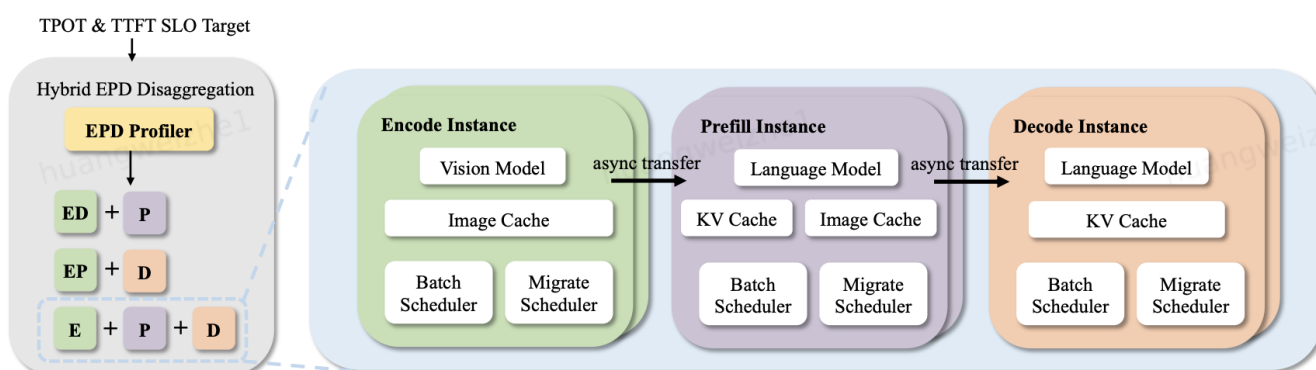 TPOT & TTFT SLO Target
Hybrid EPD Disaggregation
EPD Profiler
ED + P
EP + D
E + P + D
Encode Instance
Vision Model
Image Cache
Batch
Scheduler
Migrate
Scheduler
async transfer
Prefill Instance
Language Model
KV Cache
Image Cache
Batch
Scheduler
Migrate
Scheduler
async transfer
Decode Instance
Language Model
KV Cache
Batch
Scheduler
Migrate
Scheduler
huangweizhe1